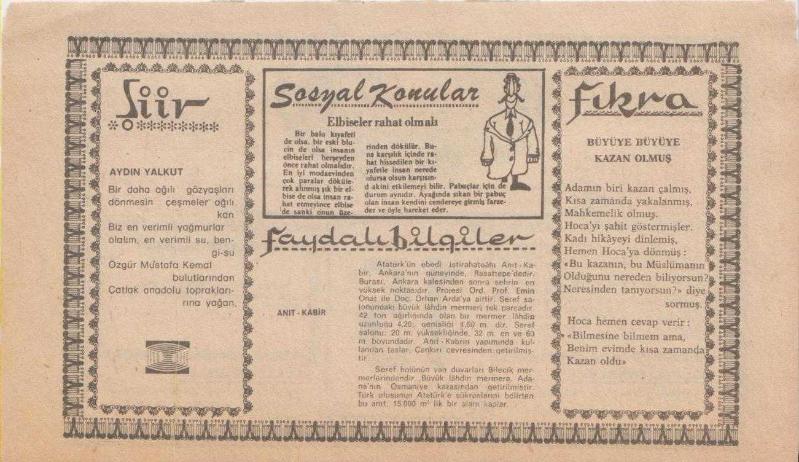 Şiir
AYDIN YALKUT
Bir daha ağılı gözyaşları
dönmesin çeşmeler ağılı
kan
Biz en verimli yağmurlar
olalım, en verimli su, ben-
gi-su
Özgür Mustafa Kemal
bulutlarından
Çatlak anadolu toprakları-
rına yağan.
Sosyal Konular
Elbiseler rahat olmalı
Bir balo kıyafeti
de olsa, bir eski blu-
cin de olsa insanın
elbiseleri herşeyden
önce rahat olmalıdır.
En iyi modaevinden
çok paralar dökülerek
rek alınmış şık bir el-
bise de olsa insan ra-
hat etmeyince elbise
de sanki onun üze-
rinden dökülür. Bu-
na karşılık içinde ra-
hat hissedilen bir kı-
yafetle insan nerede
olursa olsun karşısın-
daki etkilemeyi bilir. Pabuçlar için de
durum aynıdır. Ayağını sıkan bir pabuç
olan insan kendini cendereye girmiş farze-
der ve öyle hareket eder.
Faydalı bilgiler
ANIT-KABİR
Atatürk'ün ebedi istirahatgâhı Anıt-Ka-
bir, Ankara'nın güneyinde, Rasattepe'dedir.
Burası, Ankara kalesinden sonra şehrin en
yüksek noktasıdır. Projesi Ord. Prof. Emin
Onat ile Doç. Orhan Arda'ya aittir. Şeref sa-
lonundaki büyük lâhdin mermeri tek parçadır.
42 ton ağırlığında olan bu mermer lâhdin
uzunluğu 4,20, genişliği 1,60 m. dir. Şeref
salonu: 20 m. yüksekliğinde, 32 m. en ve 60
m. boyundadır. Anıt-Kabrin yapımında kul-
lanılan taşlar, Çankırı çevresinden getirilmiş-
tir.
Şeref holünün yan duvarları Bilecik mer-
merlerindendir. Büyük lâhdin mermere, Ada-
na'nın Osmaniye kazasından getirilmiştir.
Türk ulusunun Atatürk'e şükranlarını belirten
bu anıt, 15.000 m² lik bir alanı kaplar.
Fıkra
BÜYÜYE BÜYÜYE
KAZAN OLMUŞ
Adamın biri kazan çalmış,
Kısa zamanda yakalanmış,
Mahkemelik olmuş.
Hoca'yı şahit göstermişler.
Kadı hikâyeyi dinlemiş,
Hemen Hoca'ya dönmüş :
«Bu kazanın, bu Müslümanın
Olduğunu nereden biliyorsun?
Neresinden tanıyorsun?» diye
sormuş.
Hoca hemen cevap verir :
«Bilmesine bilmem ama,
Benim evimde kısa zamanda
Kazan oldu»